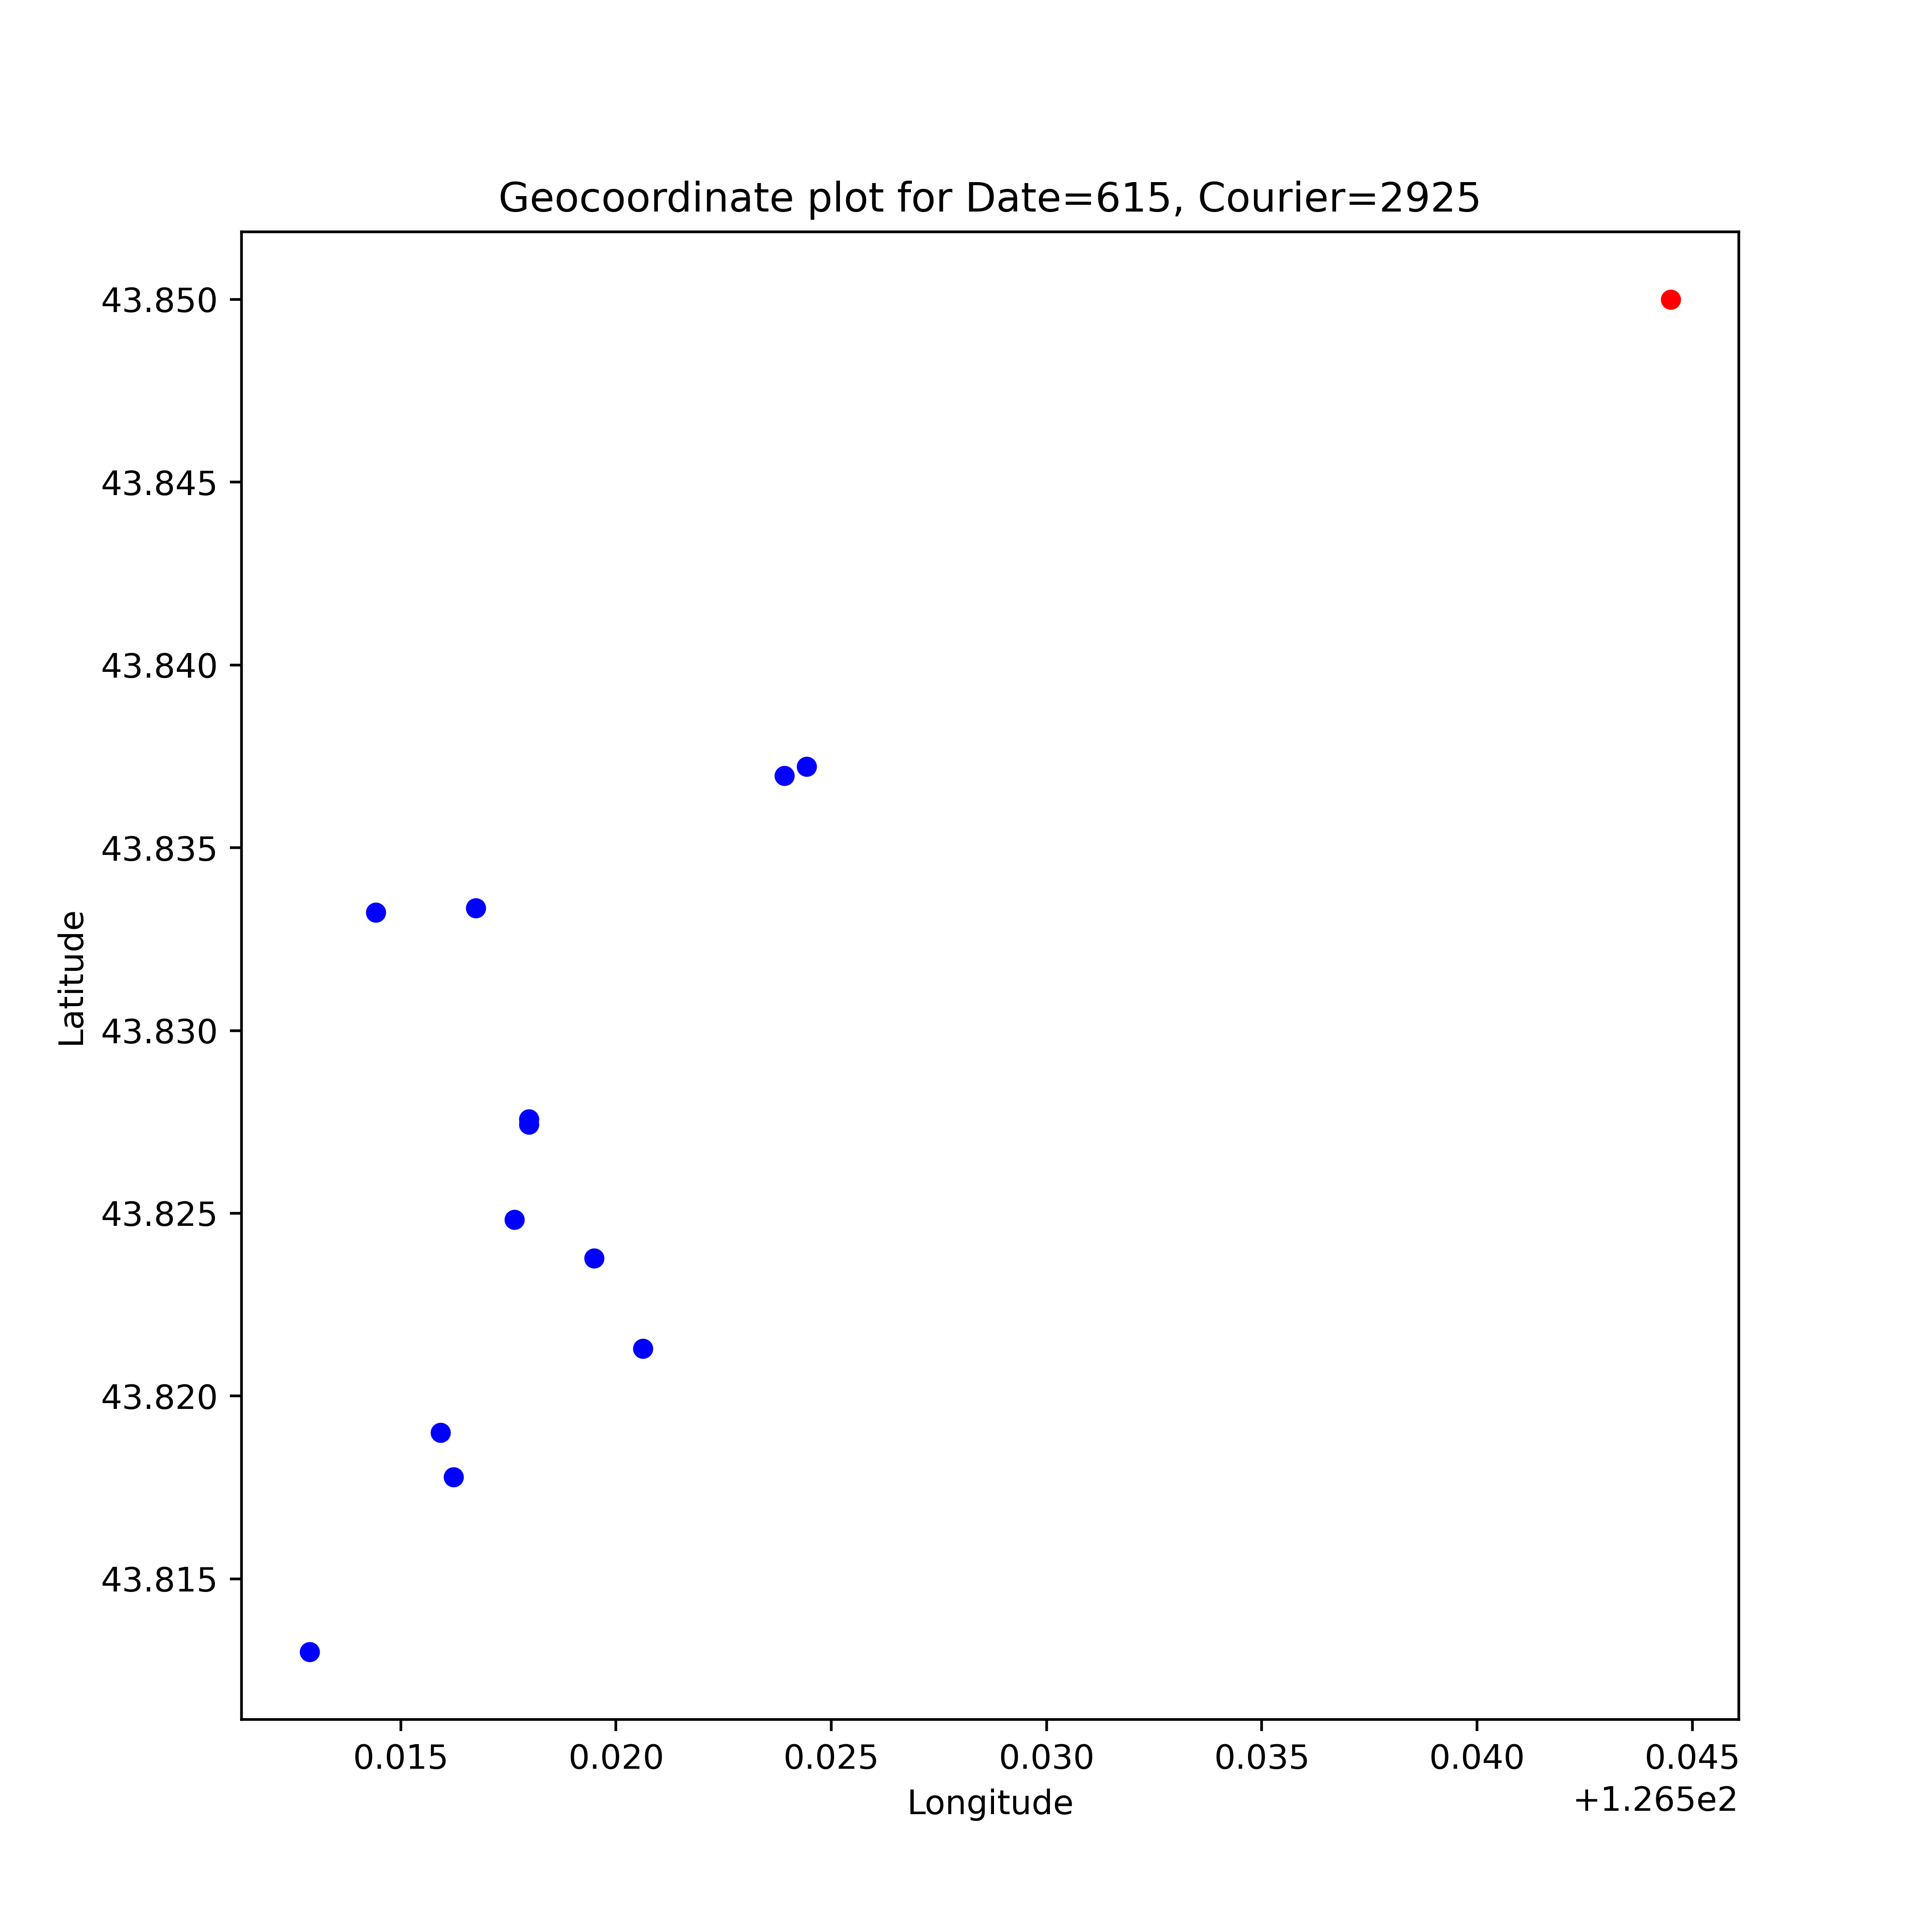 Geocoordinate plot for Date=615, Courier=2925
43.850
43.845
43.840
43.835
43.830
43.825
43.820
43.815
Latitude
0.015 0.020 0.025 0.030 0.035 0.040 0.045
+1.265e2
Longitude